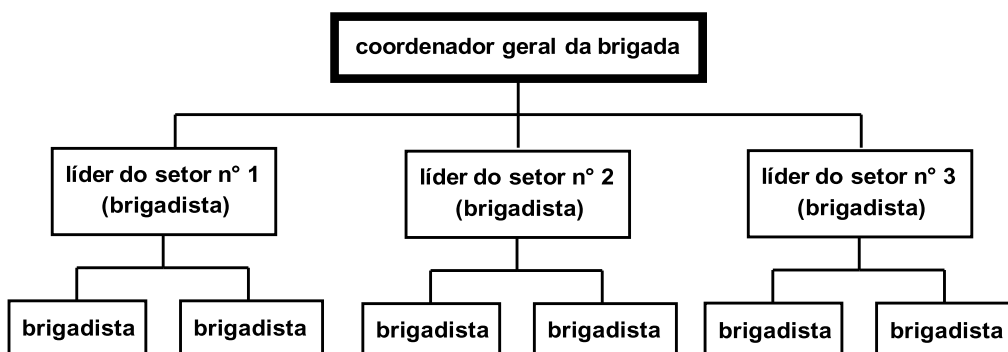 coordenador geral da brigada
líder do setor n° 1
(brigadista)
líder do setor n° 2
(brigadista)
líder do setor n° 3
(brigadista)
brigadista
brigadista
brigadista
brigadista
brigadista
brigadista